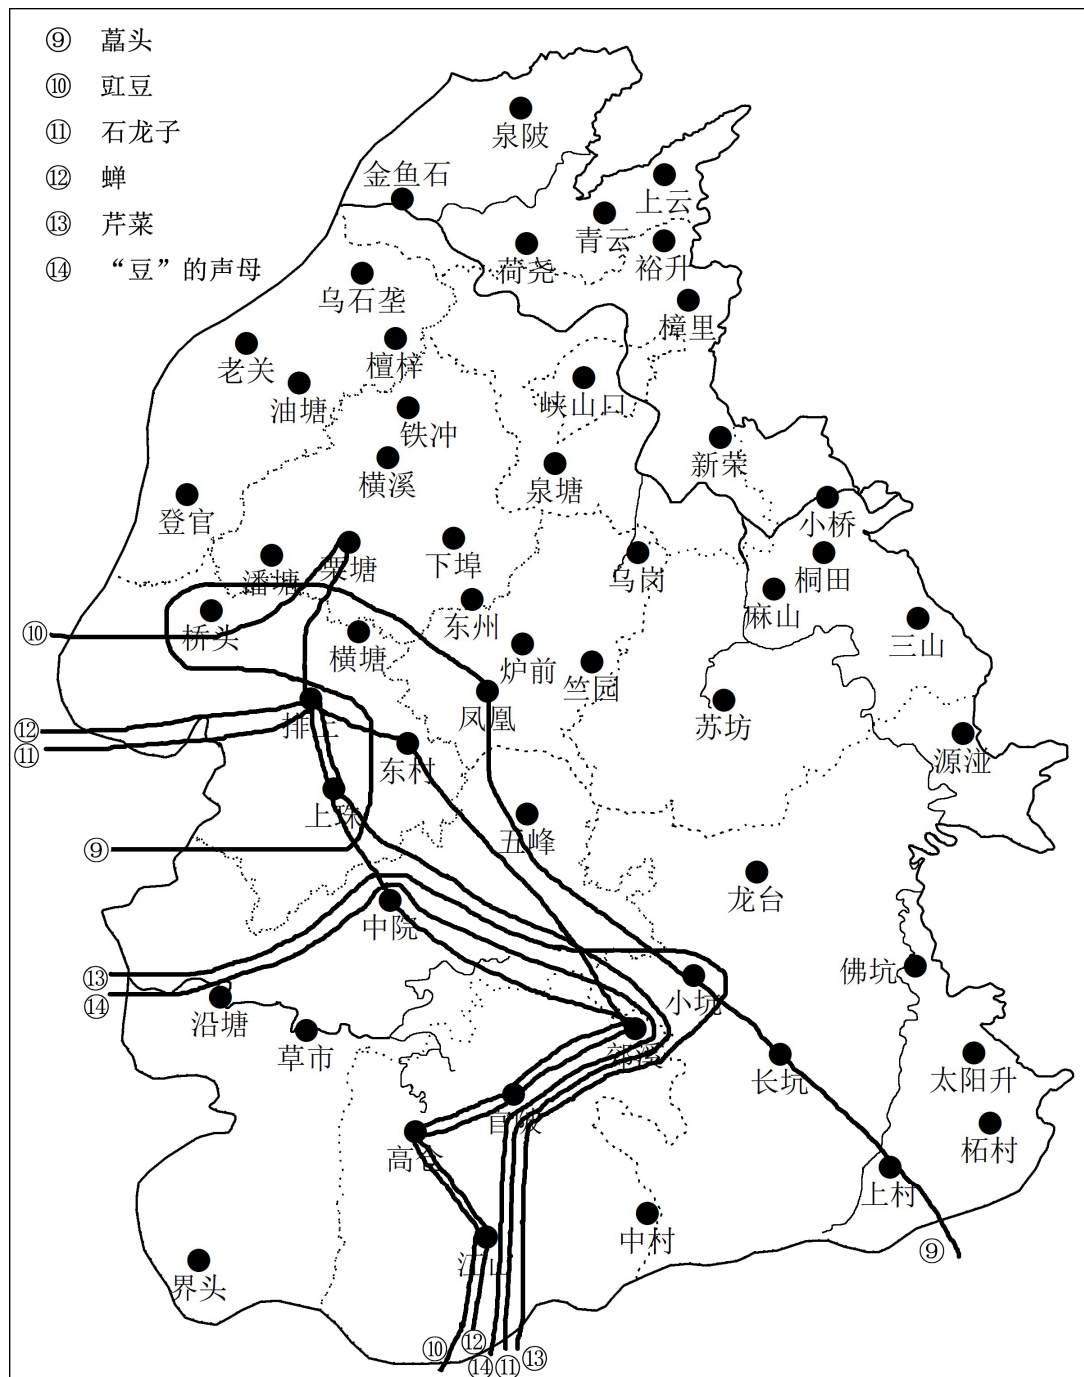 ⑨ 藠头
⑩ 豇豆
⑪ 石龙子
⑫ 蝉
⑬ 芹菜
⑭ “豆”的声母
泉陂
金鱼石
上云
青云
荷尧
裕升
乌石垄
樟里
老关
檀梓
油塘
峡山口
铁冲
新荣
横溪
泉塘
登官
小桥
栗塘
下埠
乌岗
潘塘
桐田
麻山
东州
桥头
三山
⑩
横塘
炉前
竺园
凤凰
苏坊
排上
⑫
⑪
东村
源湴
上珠
五峰
⑨
龙台
中院
佛坑
⑬
⑭
小坑
沿塘
草市
郊溪
长坑
太阳升
官陂
柘村
高仓
上村
中村
江山
⑨
界头
⑩
⑫
⑭
⑪
⑬